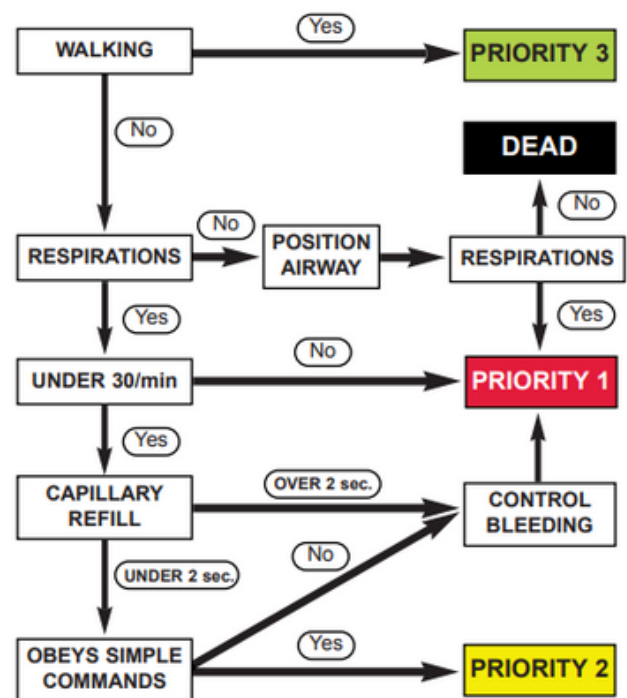 Yes
WALKING
PRIORITY 3
No
DEAD
No
No
RESPIRATIONS
POSITION
AIRWAY
RESPIRATIONS
Yes
No
Yes
UNDER 30/min
PRIORITY 1
Yes
OVER 2 sec.
CAPILLARY
REFILL
CONTROL
BLEEDING
No
UNDER 2 sec.
Yes
OBEYS SIMPLE
COMMANDS
PRIORITY 2